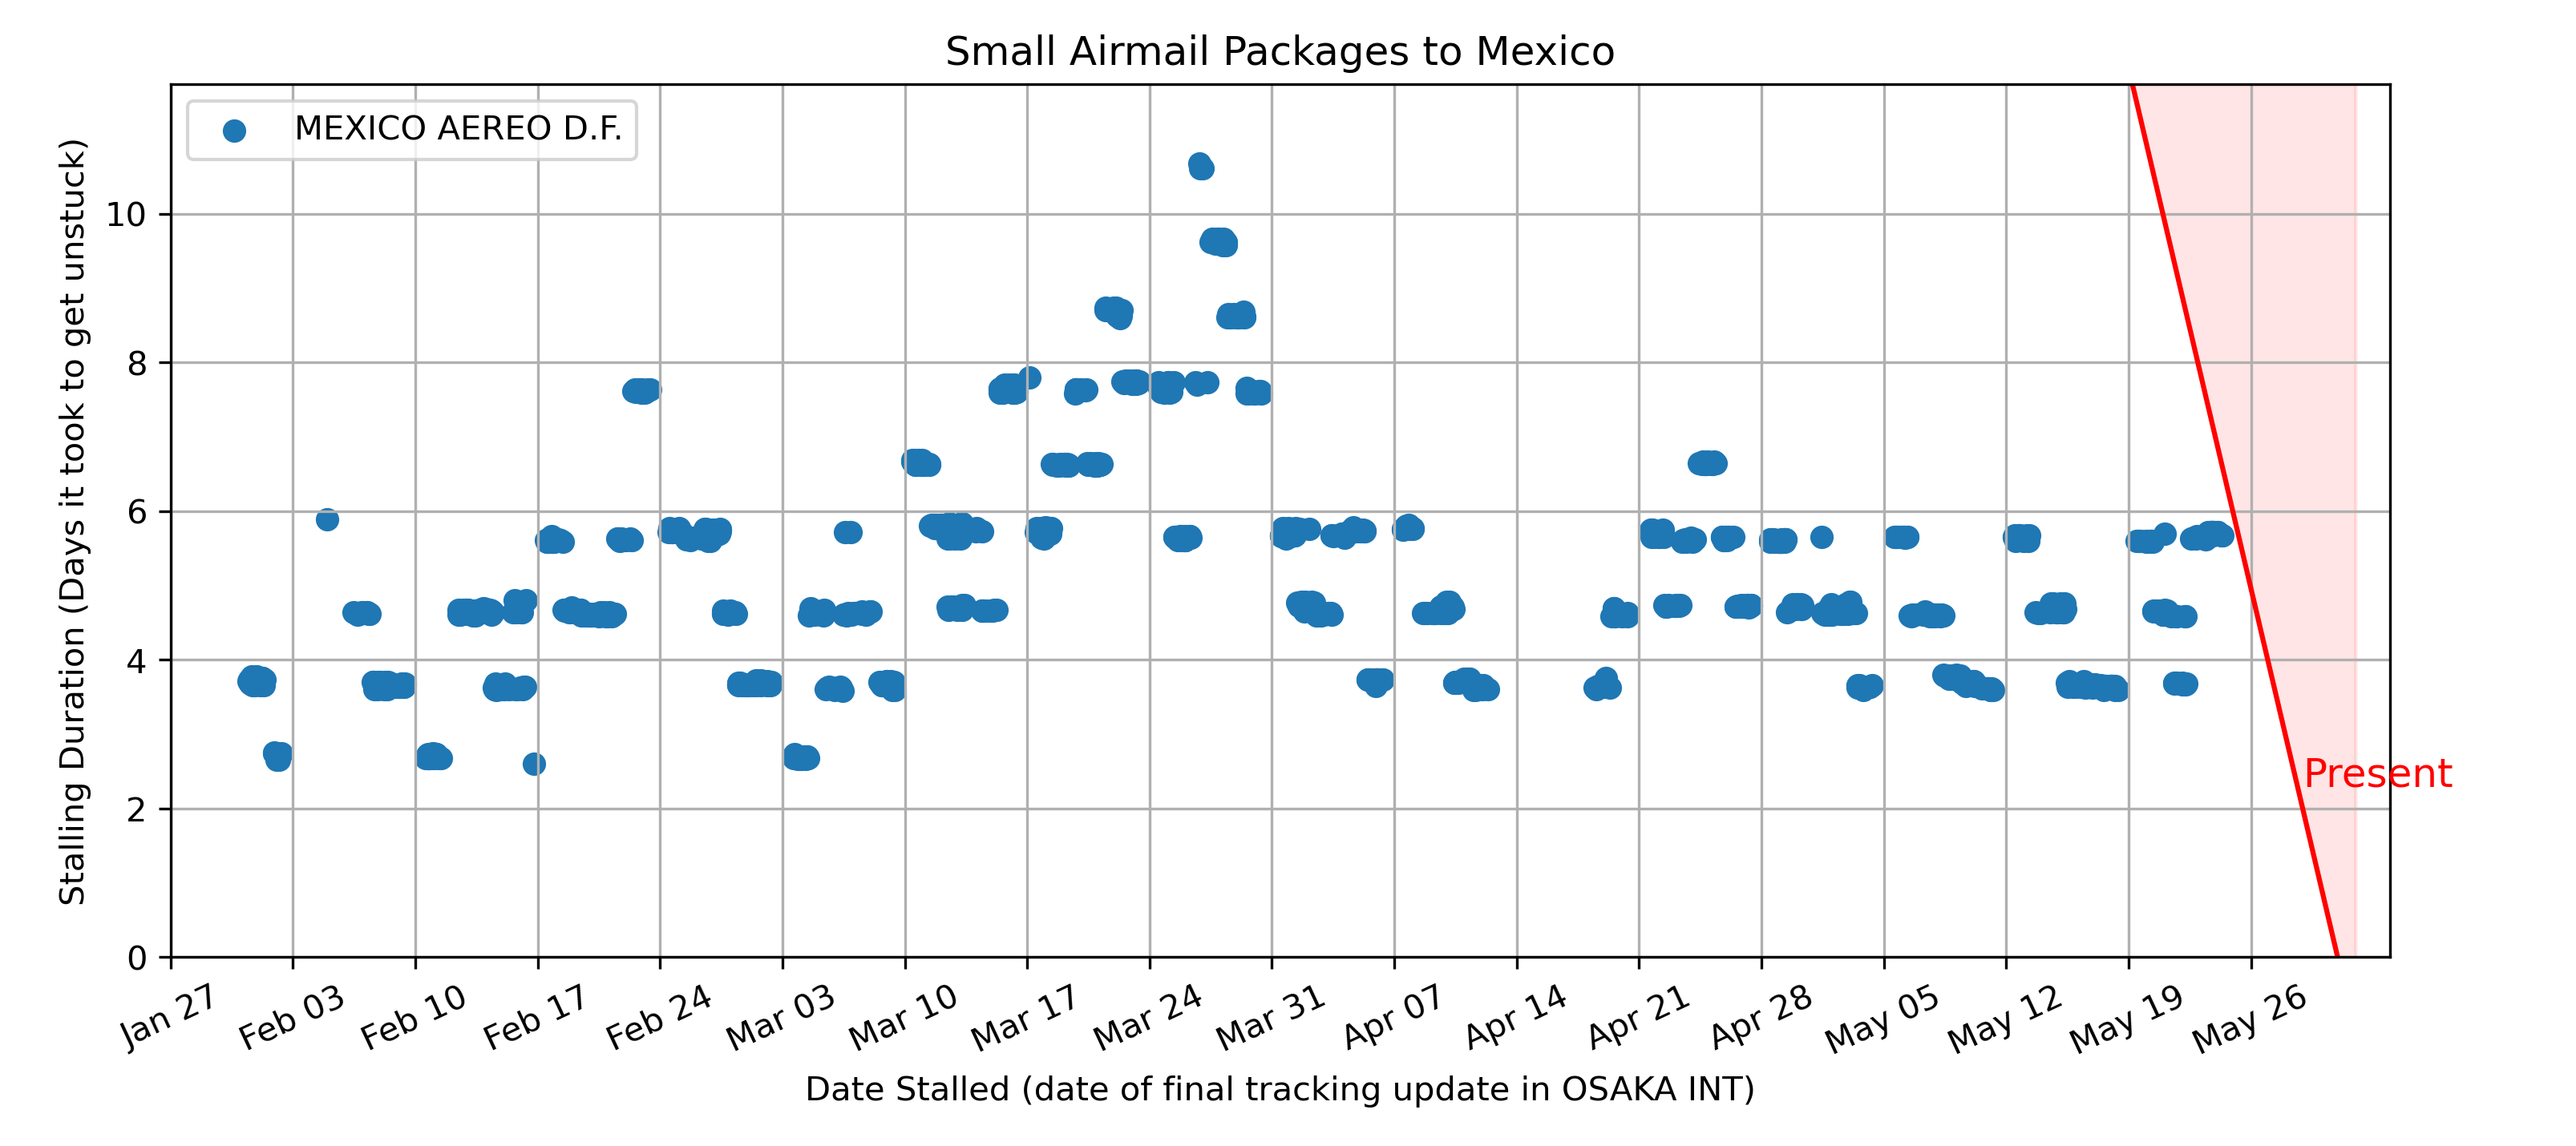 Small Airmail Packages to Mexico
MEXICO AEREO D.F.
Stalling Duration (Days it took to get unstuck)
10
8
6
4
2
0
Present
Jan 27
Feb 03
Feb 10
Feb 17
Feb 24
Mar 03
Mar 10
Mar 17
Mar 24
Mar 31
Apr 07
Apr 14
Apr 21
Apr 28
May 05
May 12
May 19
May 26
Date Stalled (date of final tracking update in OSAKA INT)